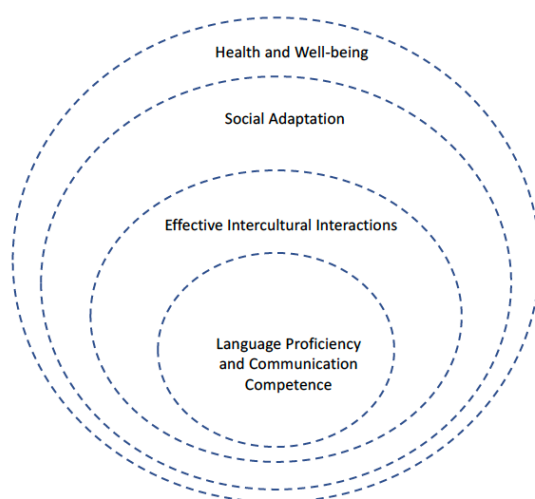 Health and Well-being
Social Adaptation
Effective Intercultural Interactions
Language Proficiency
and Communication
Competence